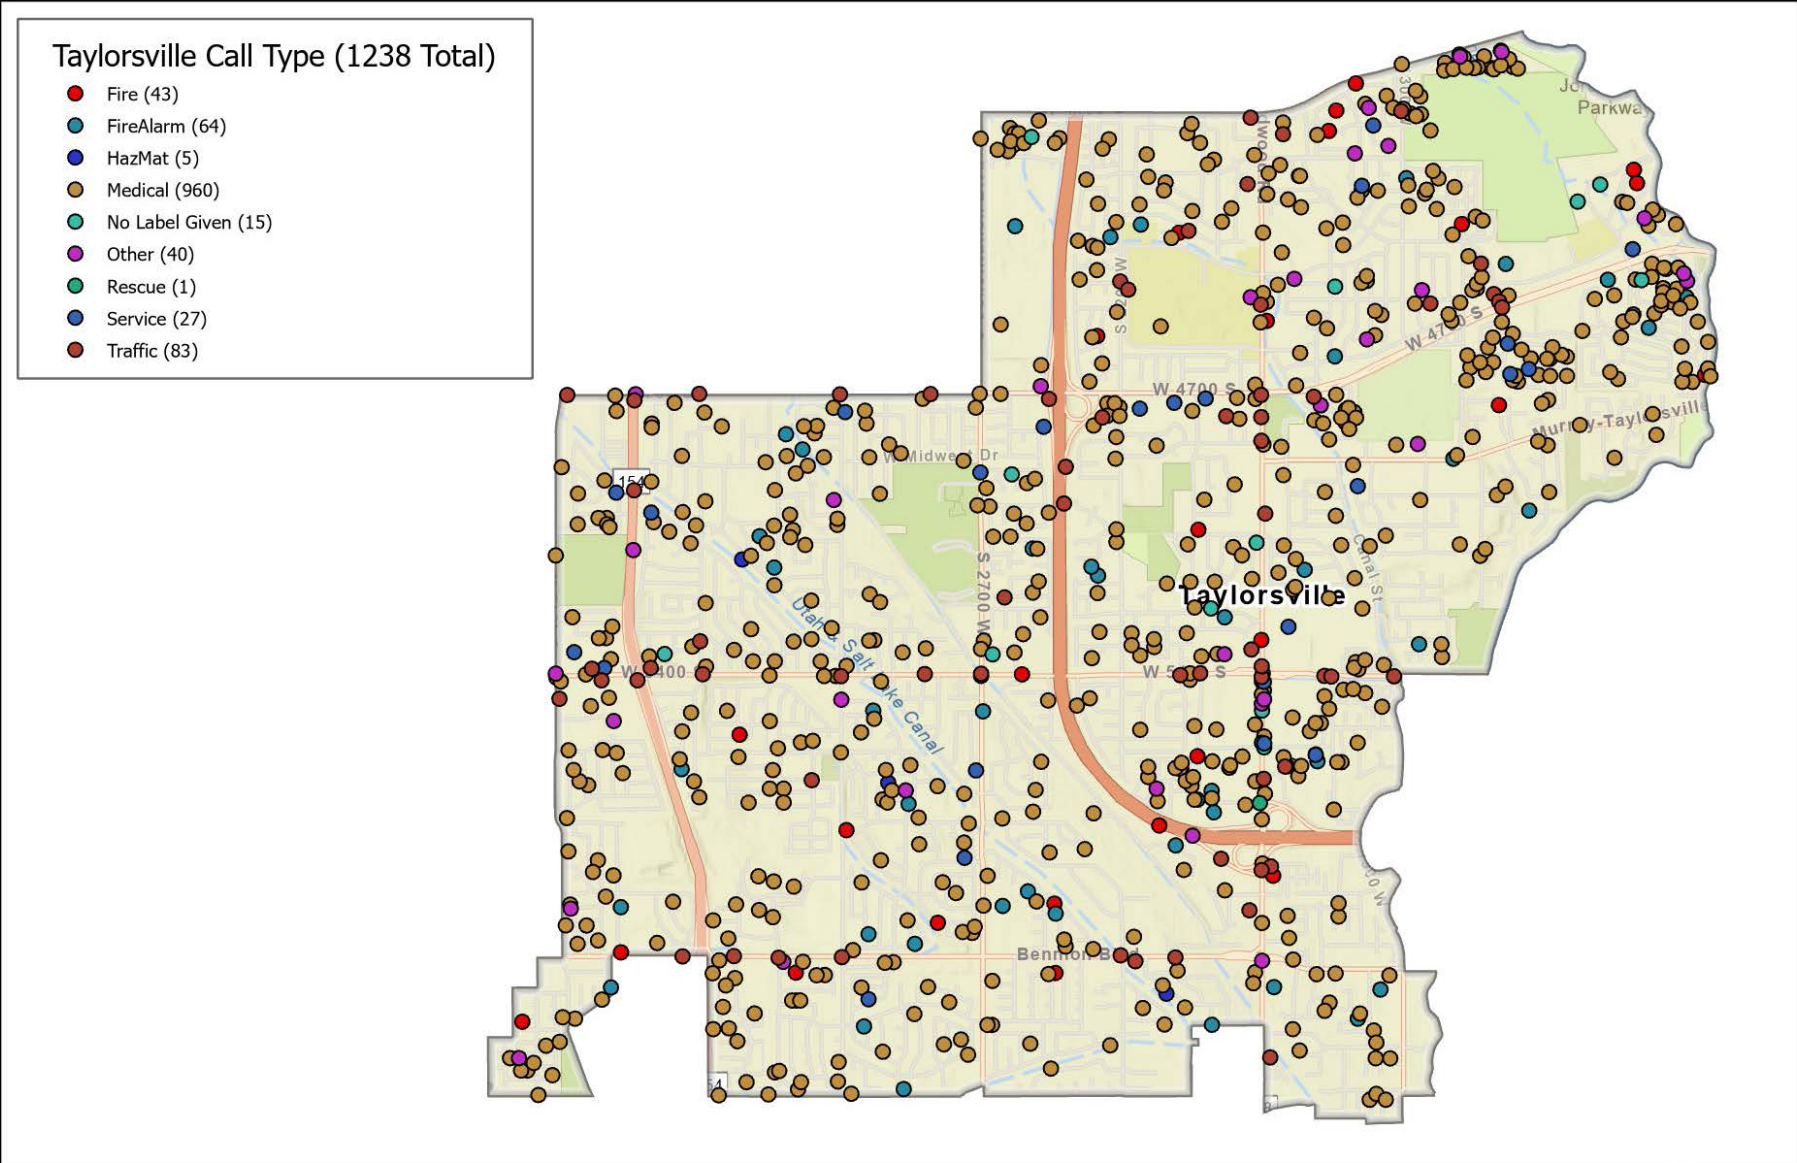 Taylorsville Call Type (1238 Total)
Fire (43)
FireAlarm (64)
HazMat (5)
Medical (960)
No Label Given (15)
Other (40)
Rescue (1)
Service (27)
Traffic (83)
Parkway
W 4700 S
W 4700 S
Murray-Taylorsville
W Midwest Dr
154
S 2700 W
Canal St
Taylorsville
Utah & Salt Lake Canal
W 5400 S
W 5400 S
Bennion Blvd